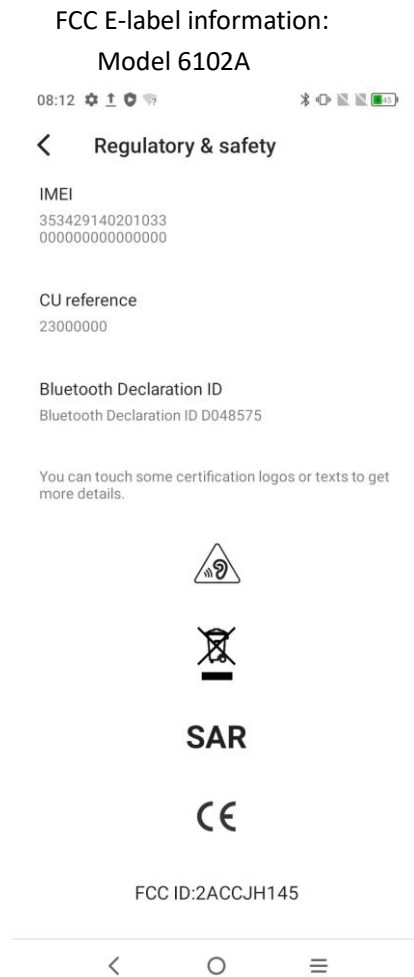 FCC E-label information:
Model 6102A
08:12
45
Regulatory & safety
IMEI
353429140201033
000000000000000
CU reference
23000000
Bluetooth Declaration ID
Bluetooth Declaration ID D048575
You can touch some certification logos or texts to get
more details.
SAR
CE
FCC ID:2ACCJH145